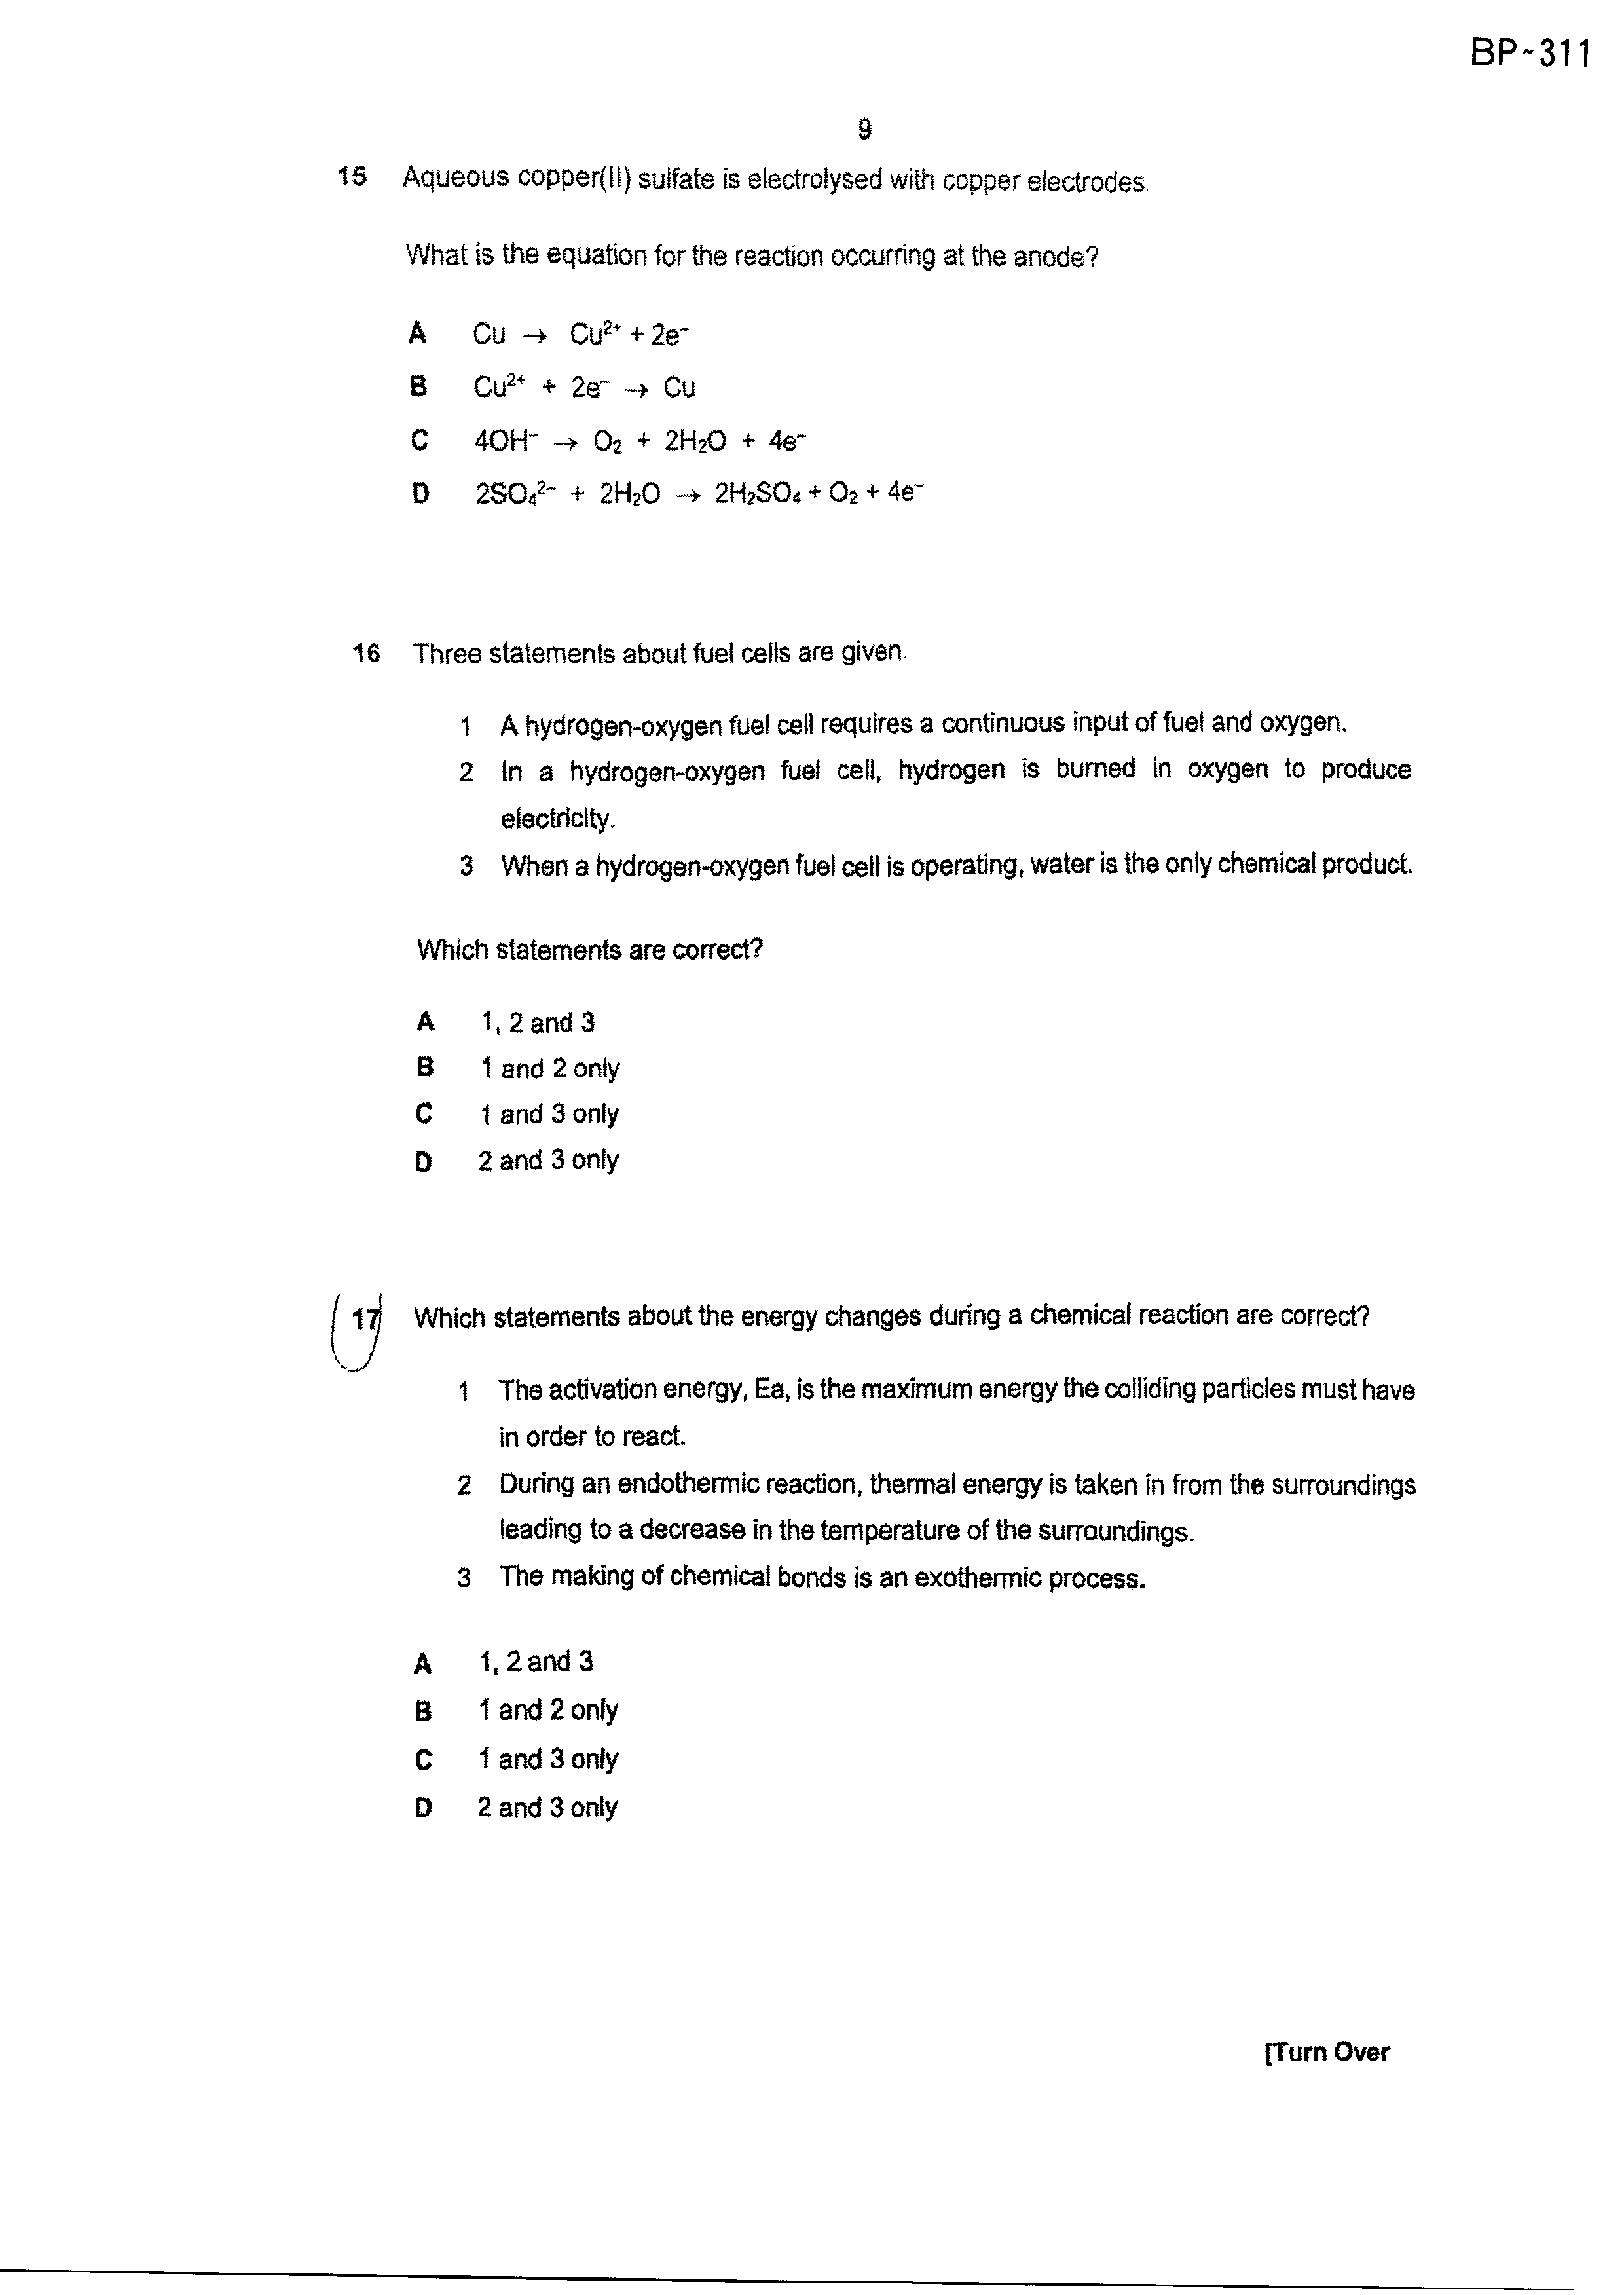 BP~311
9
15 Aqueous copper(II) sulfate is electrolysed with copper electrodes.
What is the equation for the reaction occurring at the anode?
A Cu → Cu²⁺ + 2e⁻
B Cu²⁺ + 2e⁻ → Cu
C 4OH⁻ → O₂ + 2H₂O + 4e⁻
D 2SO₄²⁻ + 2H₂O → 2H₂SO₄ + O₂ + 4e⁻
16 Three statements about fuel cells are given.
1 A hydrogen-oxygen fuel cell requires a continuous input of fuel and oxygen.
2 In a hydrogen-oxygen fuel cell, hydrogen is burned in oxygen to produce
electricity.
3 When a hydrogen-oxygen fuel cell is operating, water is the only chemical product.
Which statements are correct?
A 1, 2 and 3
B 1 and 2 only
C 1 and 3 only
D 2 and 3 only
17 Which statements about the energy changes during a chemical reaction are correct?
1 The activation energy, Ea, is the maximum energy the colliding particles must have
in order to react.
2 During an endothermic reaction, thermal energy is taken in from the surroundings
leading to a decrease in the temperature of the surroundings.
3 The making of chemical bonds is an exothermic process.
A 1, 2 and 3
B 1 and 2 only
C 1 and 3 only
D 2 and 3 only
[Turn Over